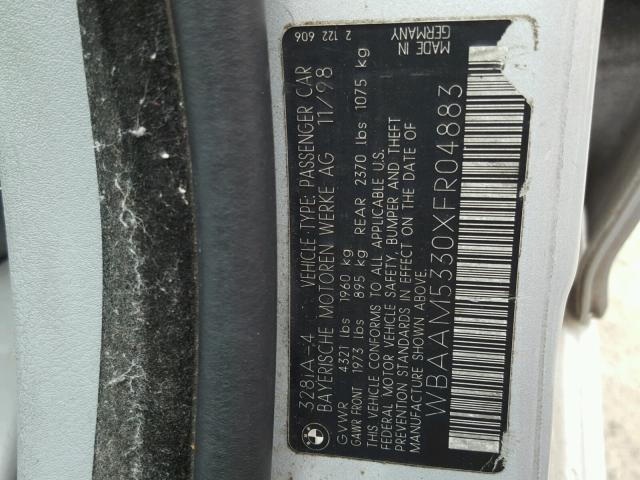 328IA-4 VEHICLE TYPE: PASSENGER CAR
BAYERISCHE MOTOREN WERKE AG 11/98
GVWR 4321 lbs 1960 kg
GAWR FRONT 1973 lbs 895 kg REAR 2370 lbs 1075 kg
THIS VEHICLE CONFORMS TO ALL APPLICABLE U.S.
FEDERAL MOTOR VEHICLE SAFETY, BUMPER AND THEFT
PREVENTION STANDARDS IN EFFECT ON THE DATE OF
MANUFACTURE SHOWN ABOVE.
WBAAM5330XFR04883
2 122 606
MADE IN
GERMANY